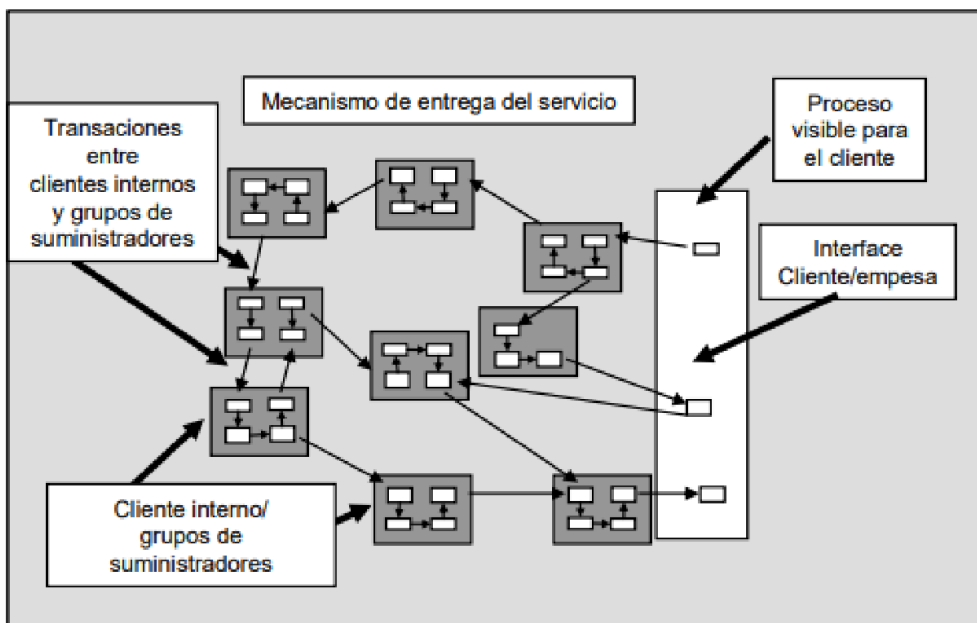 Mecanismo de entrega del servicio
Transaciones
entre
clientes internos
y grupos de
suministradores
Proceso
visible para
el cliente
Interface
Cliente/empesa
Cliente interno/
grupos de
suministradores